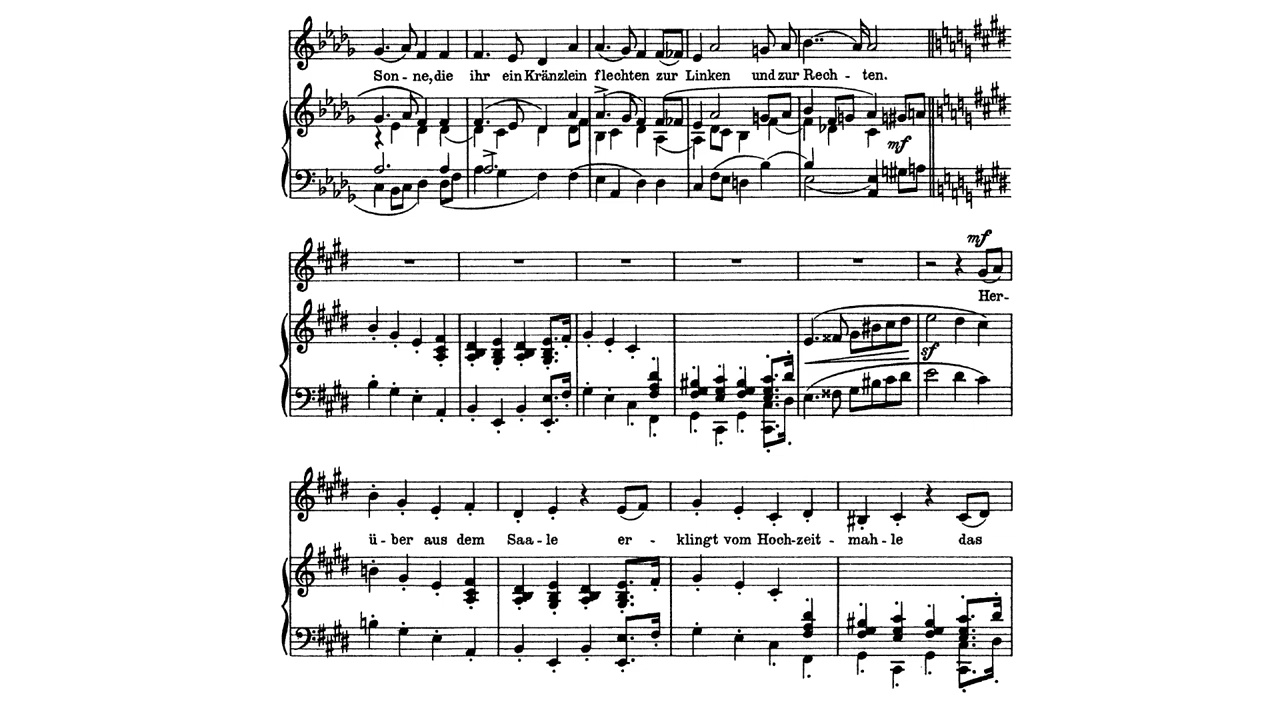 Son-ne, die ihr ein Kränzlein flechten zur Linken und zur Rech-ten.
mf
mf
Her-
sf
ü-ber aus dem Saa-le er-klingt vom Hoch-zeit-mah-le das